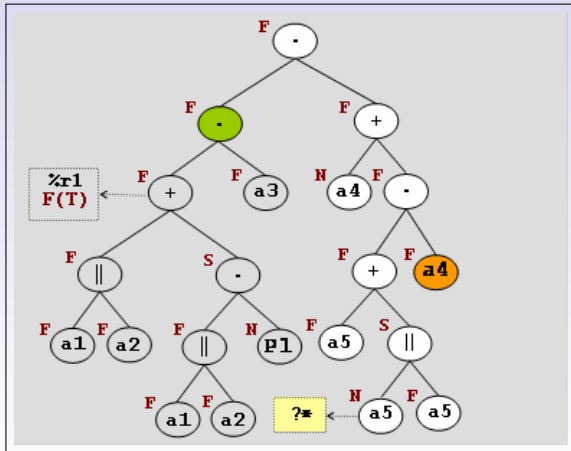 F -
F - F +
%r1
F(T)
F + F a3 N a4 F -
F || S - F + F a4
F a1 F a2 F || N P1 F a5 S ||
F a1 F a2 ?* N a5 F a5